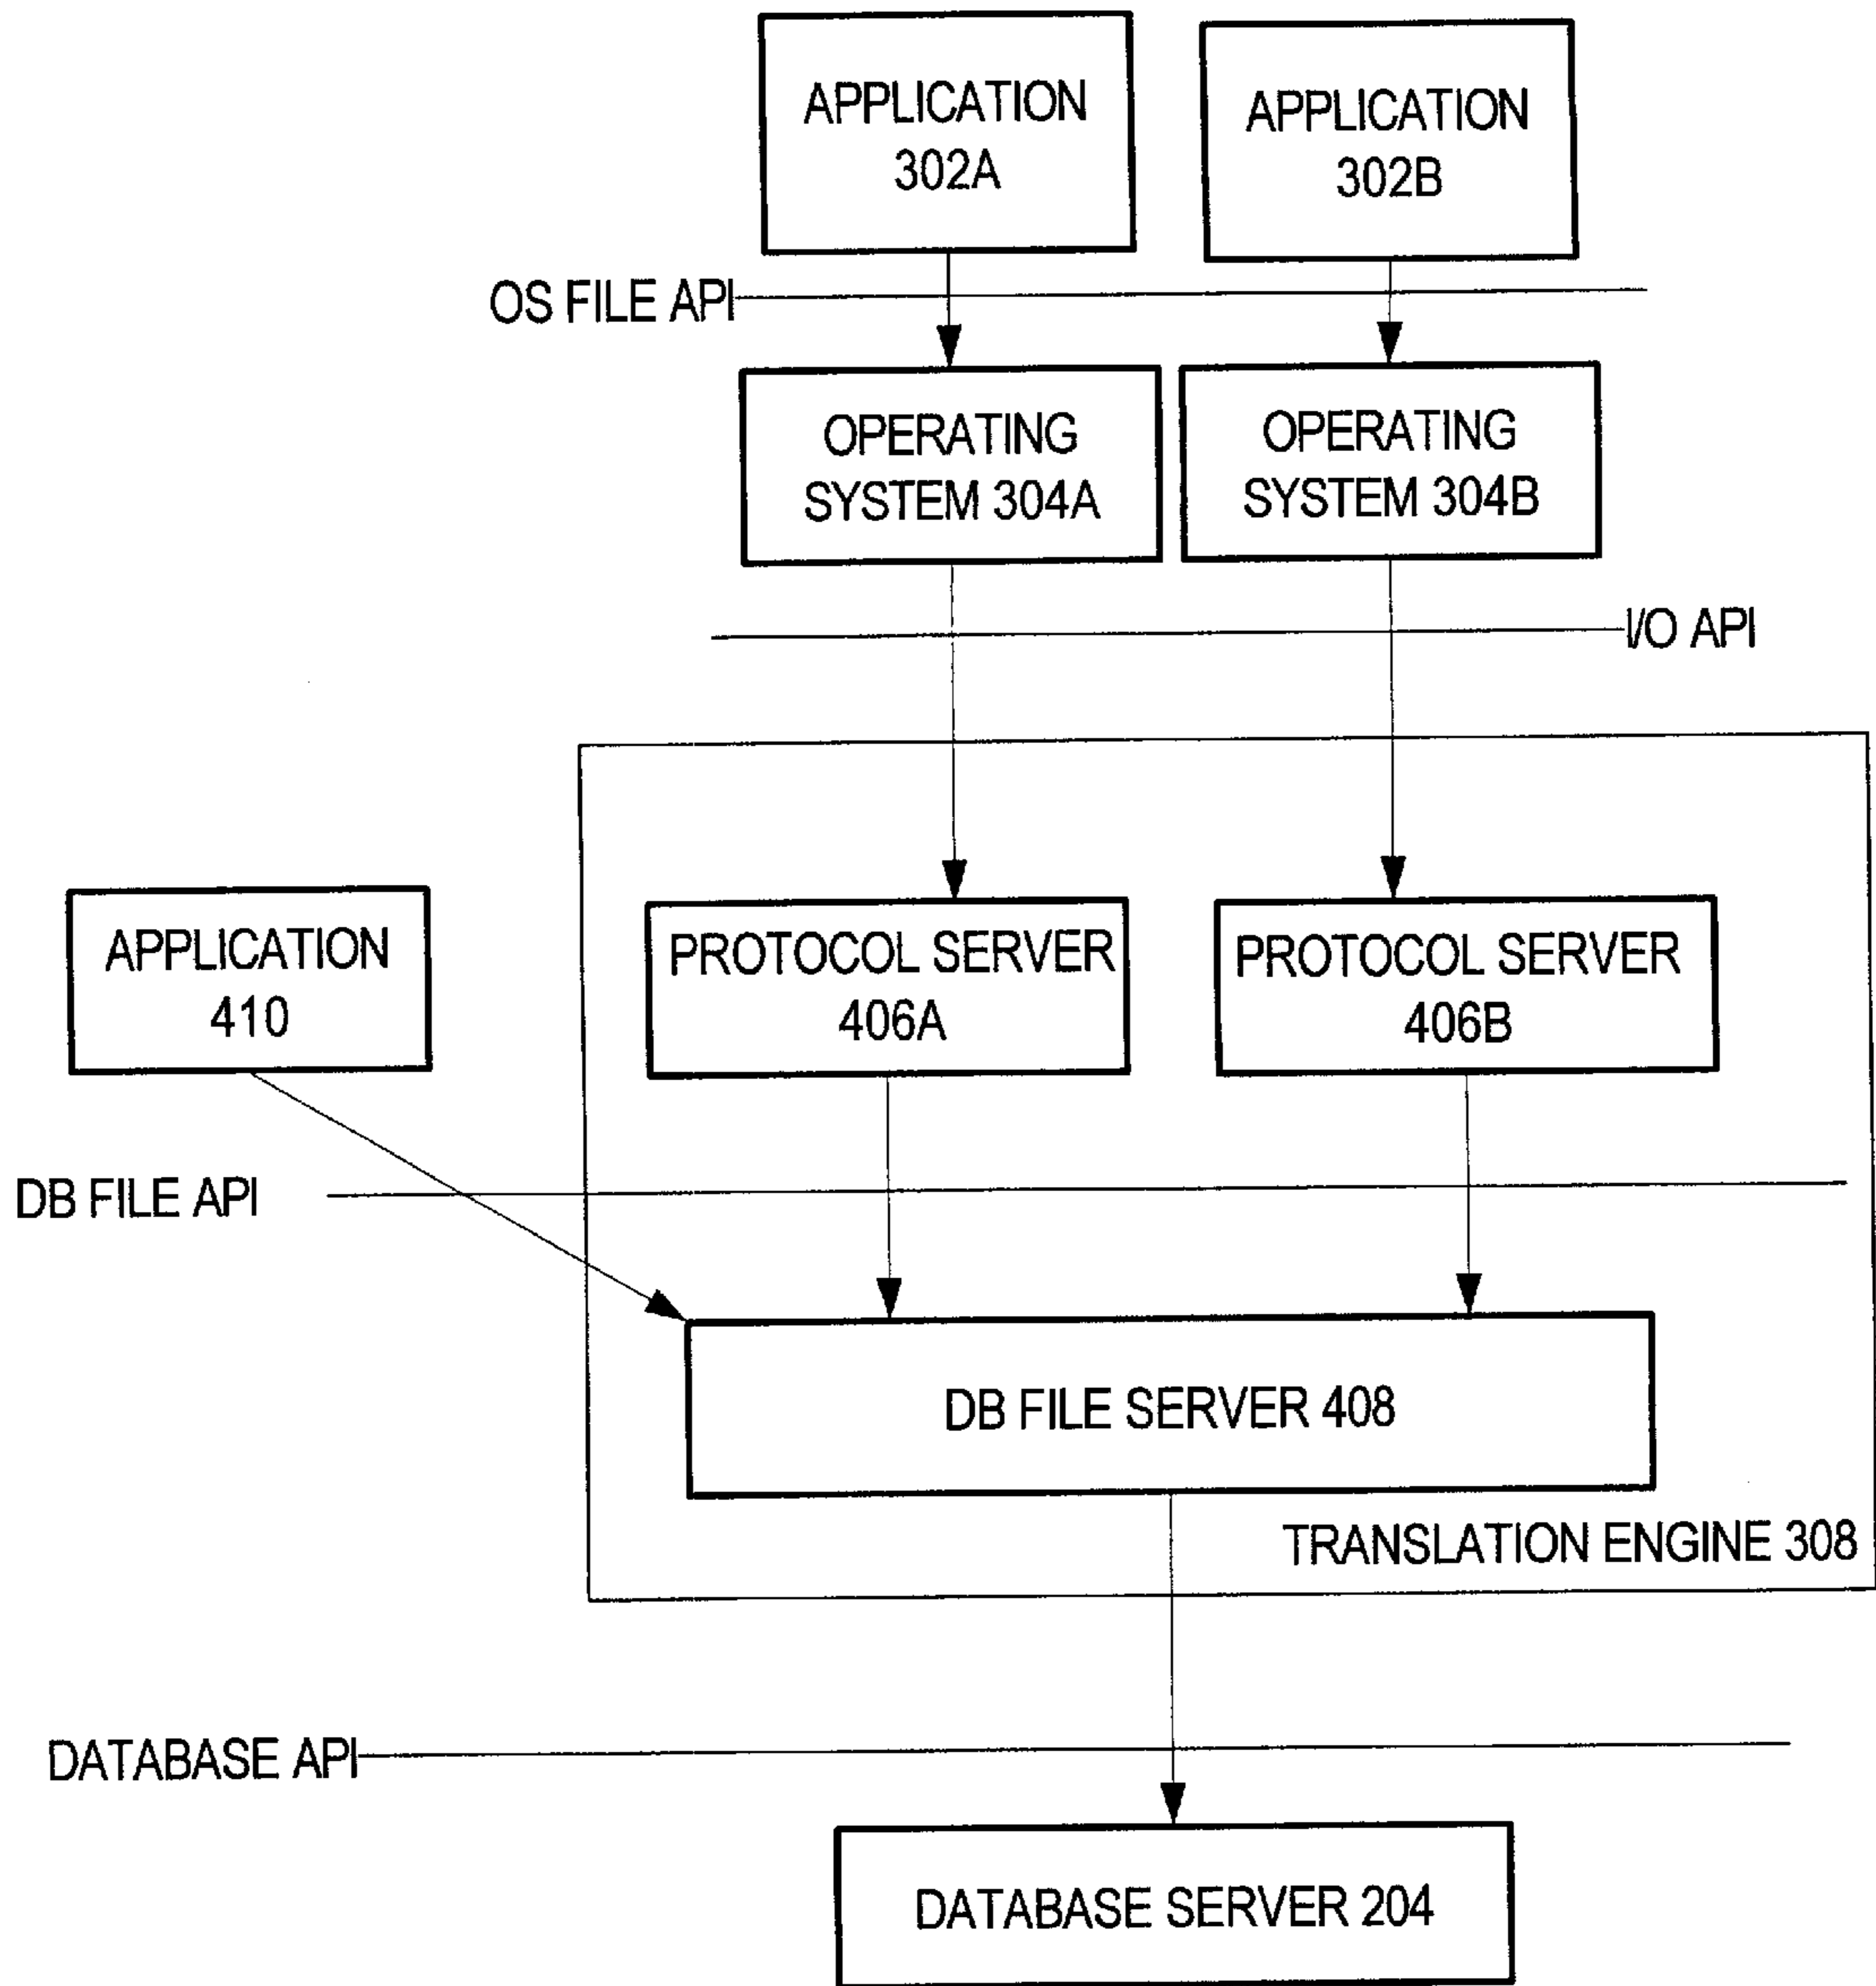 APPLICATION
302A
APPLICATION
302B
OS FILE API
OPERATING
SYSTEM 304A
OPERATING
SYSTEM 304B
I/O API
APPLICATION
410
PROTOCOL SERVER
406A
PROTOCOL SERVER
406B
DB FILE API
DB FILE SERVER 408
TRANSLATION ENGINE 308
DATABASE API
DATABASE SERVER 204